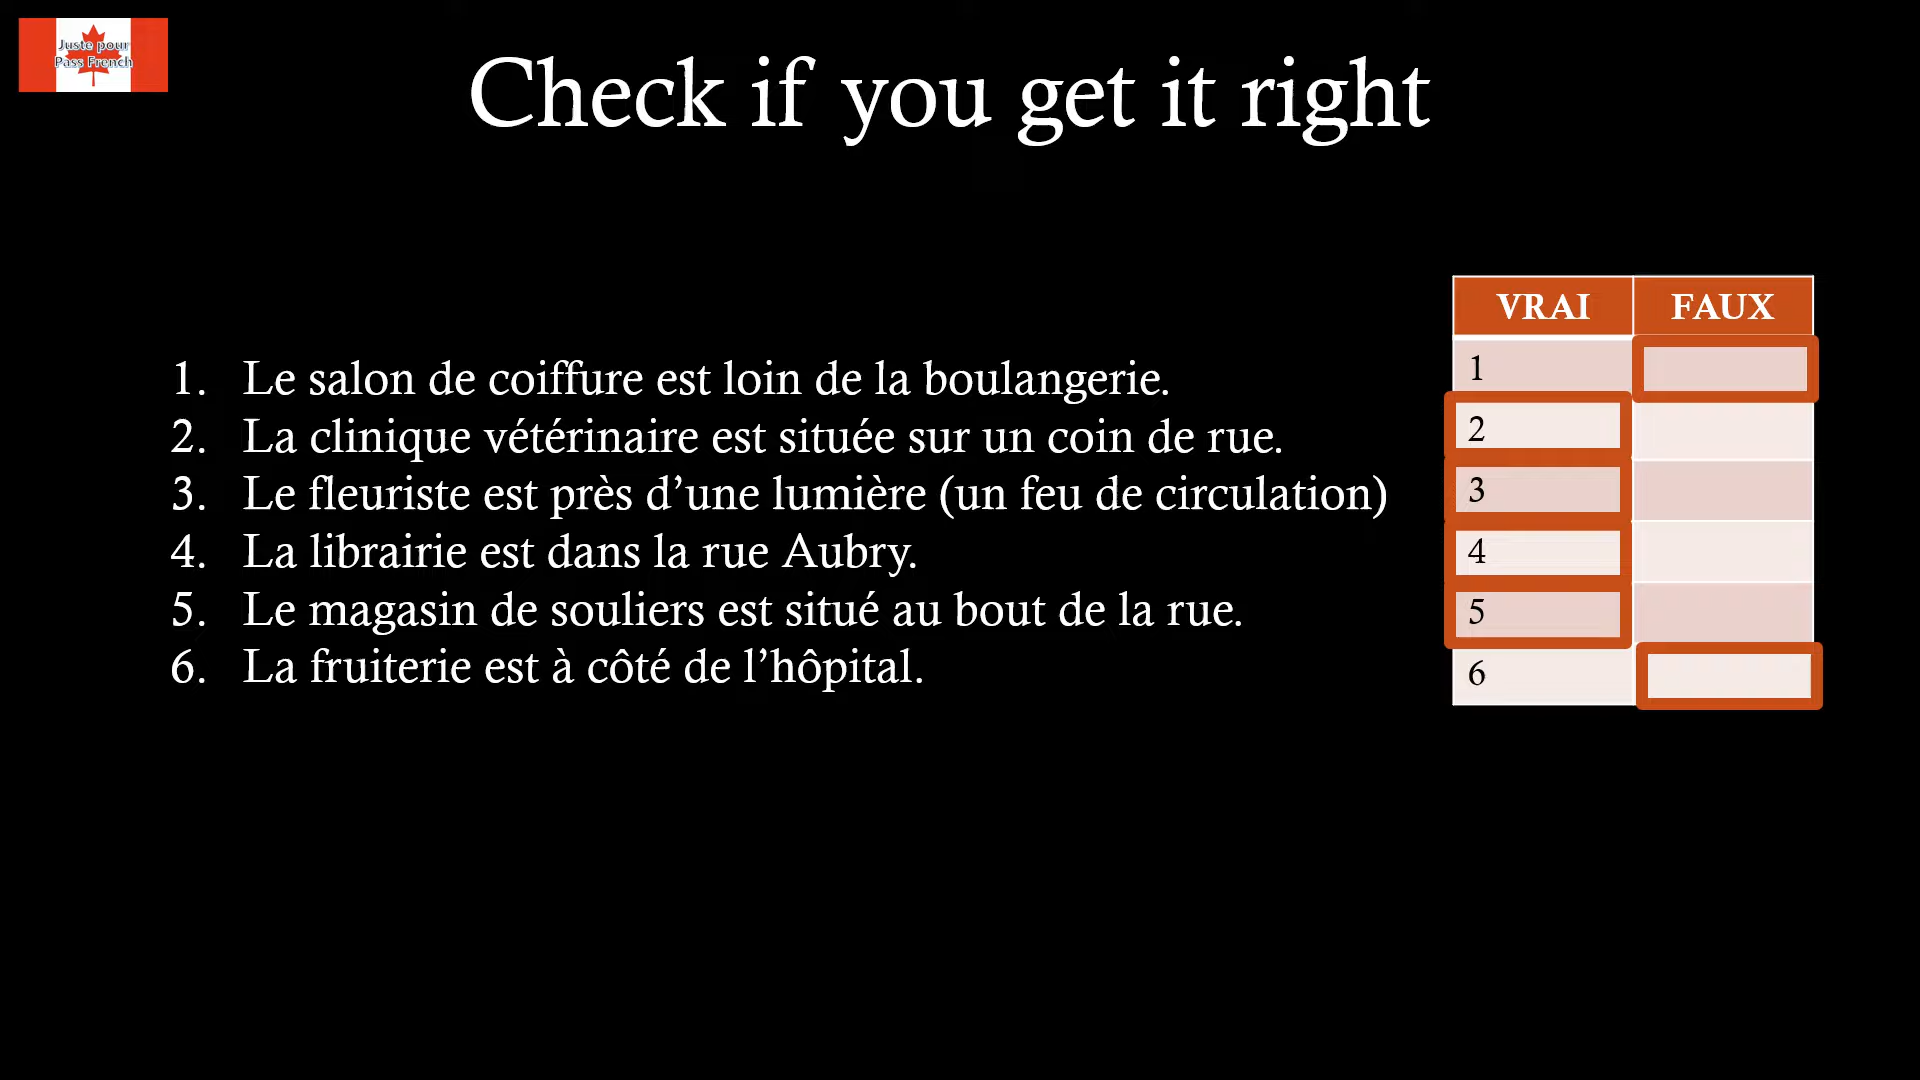 Juste pour
Pass French
Check if you get it right
1. Le salon de coiffure est loin de la boulangerie.
2. La clinique vétérinaire est située sur un coin de rue.
3. Le fleuriste est près d’une lumière (un feu de circulation)
4. La librairie est dans la rue Aubry.
5. Le magasin de souliers est situé au bout de la rue.
6. La fruiterie est à côté de l’hôpital.
VRAI FAUX
1
2
3
4
5
6